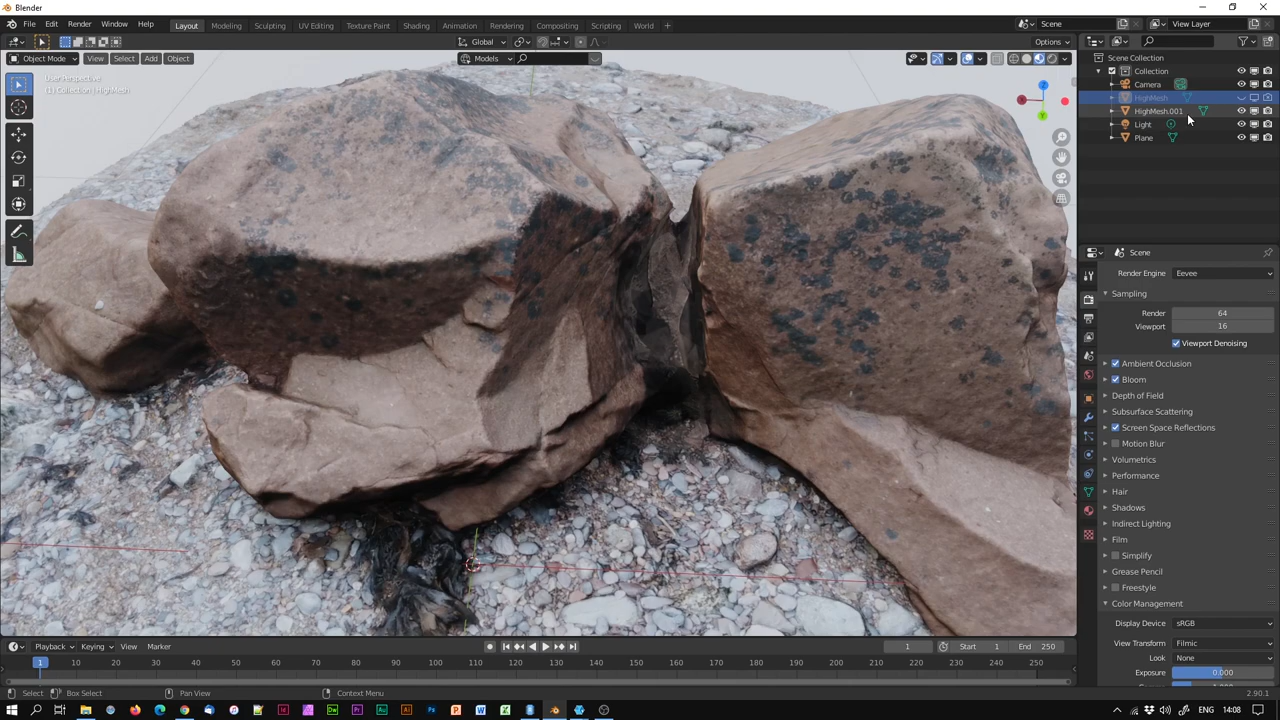 Blender
File Edit Render Window Help Layout Modeling Sculpting UV Editing Texture Paint Shading Animation Rendering Compositing Scripting World + Scene View Layer
Global Options
Object Mode View Select Add Object Models
User Perspective
(1) Collection | HighMesh
Scene Collection
Collection
Camera
HighMesh
HighMesh.001
Light
Plane
X
Z
Y
Scene
Render Engine Eevee
Sampling
Render 64
Viewport 16
Viewport Denoising
Ambient Occlusion
Bloom
Depth of Field
Subsurface Scattering
Screen Space Reflections
Motion Blur
Volumetrics
Performance
Hair
Shadows
Indirect Lighting
Film
Simplify
Grease Pencil
Freestyle
Color Management
Display Device sRGB
View Transform Filmic
Look None
Exposure 0.000
Playback Keying View Marker 1 Start 1 End 250
1 10 20 30 40 50 60 70 80 90 100 110 120 130 140 150 160 170 180 190 200 210 220 230 240 250
Select Box Select Pan View Context Menu 2.90.1
ENG 14:08